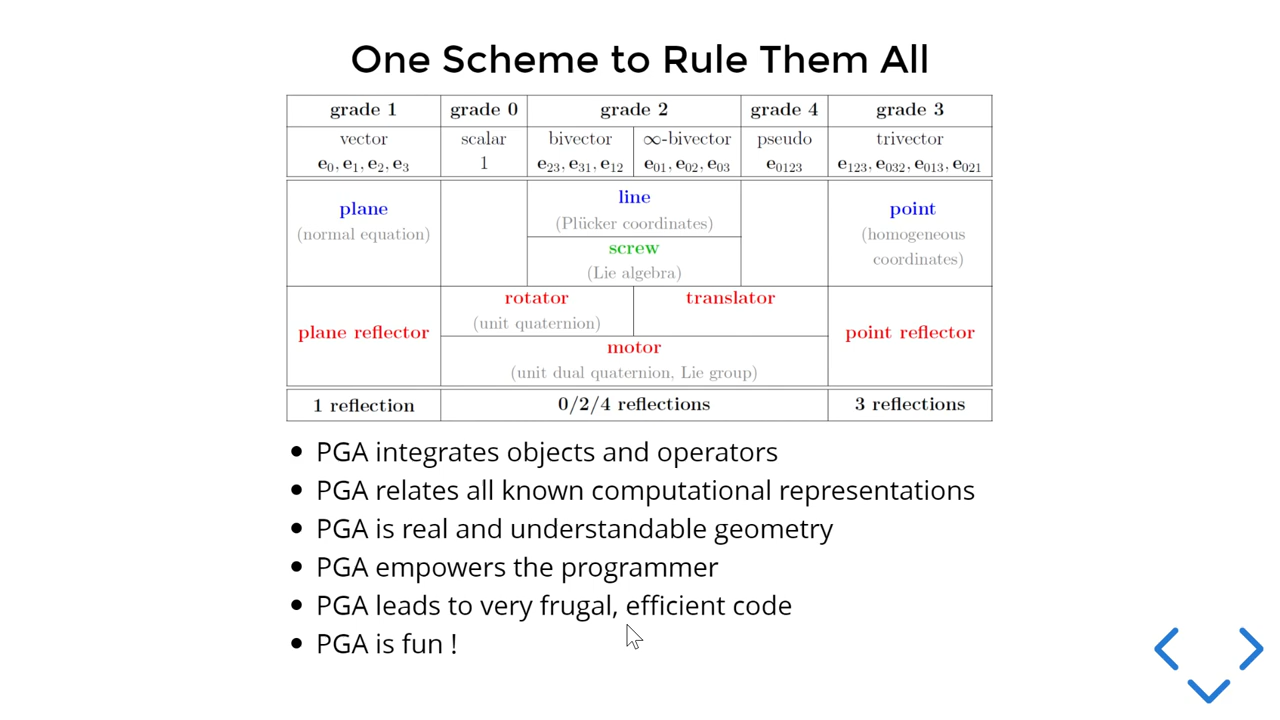 One Scheme to Rule Them All
grade 1 grade 0 grade 2 grade 4 grade 3
vector scalar bivector ∞-bivector pseudo trivector
e₀, e₁, e₂, e₃ 1 e₂₃, e₃₁, e₁₂ e₀₁, e₀₂, e₀₃ e₀₁₂₃ e₁₂₃, e₀₃₂, e₀₁₃, e₀₂₁
plane line point
(normal equation) (Plücker coordinates) (homogeneous
coordinates)
screw
(Lie algebra)
rotator translator
(unit quaternion)
plane reflector point reflector
motor
(unit dual quaternion, Lie group)
1 reflection 0/2/4 reflections 3 reflections
• PGA integrates objects and operators
• PGA relates all known computational representations
• PGA is real and understandable geometry
• PGA empowers the programmer
• PGA leads to very frugal, efficient code
• PGA is fun !